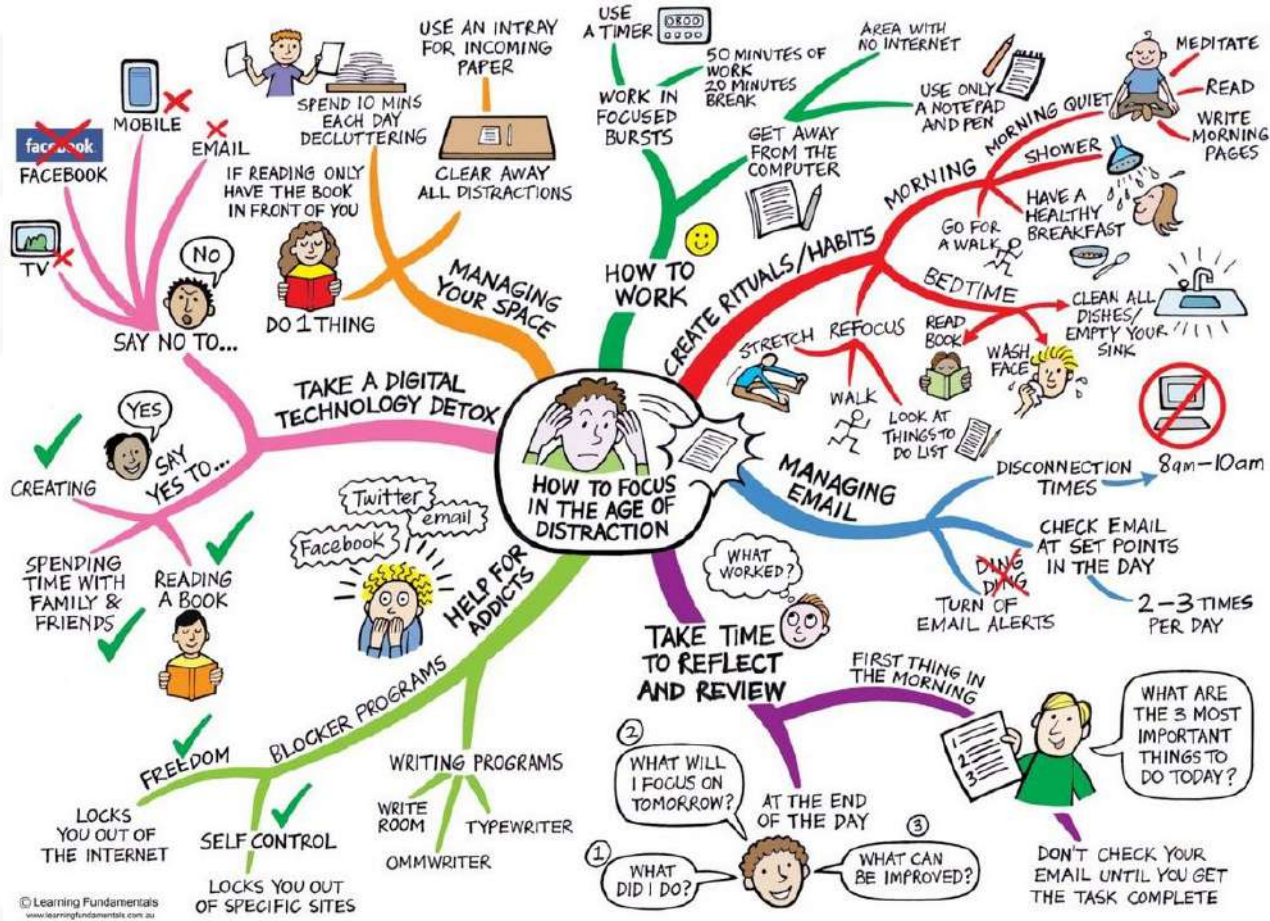 HOW TO FOCUS
IN THE AGE OF
DISTRACTION
HOW TO
WORK
WORK IN
FOCUSED
BURSTS
USE
A TIMER
0800
50 MINUTES OF
WORK
20 MINUTES
BREAK
GET AWAY
FROM THE
COMPUTER
AREA WITH
NO INTERNET
USE ONLY
A NOTEPAD
AND PEN
CREATE RITUALS/HABITS
MORNING
MORNING QUIET
MEDITATE
READ
WRITE
MORNING
PAGES
SHOWER
HAVE A
HEALTHY
BREAKFAST
GO FOR
A WALK
BEDTIME
CLEAN ALL
DISHES/
EMPTY YOUR
SINK
WASH
FACE
READ
BOOK
REFOCUS
STRETCH
WALK
LOOK AT
THINGS TO
DO LIST
MANAGING
EMAIL
DISCONNECTION
TIMES
8am-10am
CHECK EMAIL
AT SET POINTS
IN THE DAY
2-3 TIMES
PER DAY
DING
DING
TURN OF
EMAIL ALERTS
TAKE TIME
TO REFLECT
AND REVIEW
WHAT
WORKED?
FIRST THING IN
THE MORNING
1
2
3
WHAT ARE
THE 3 MOST
IMPORTANT
THINGS TO
DO TODAY?
DON'T CHECK YOUR
EMAIL UNTIL YOU GET
THE TASK COMPLETE
AT THE END
OF THE DAY
1
WHAT
DID I DO?
2
WHAT WILL
I FOCUS ON
TOMORROW?
3
WHAT CAN
BE IMPROVED?
HELP FOR
ADDICTS
Twitter
email
Facebook
WRITING PROGRAMS
WRITE
ROOM
OMMWRITER
TYPEWRITER
BLOCKER PROGRAMS
FREEDOM
LOCKS
YOU OUT OF
THE INTERNET
SELF CONTROL
LOCKS YOU OUT
OF SPECIFIC SITES
TAKE A DIGITAL
TECHNOLOGY DETOX
YES
SAY
YES TO...
CREATING
SPENDING
TIME WITH
FAMILY &
FRIENDS
READING
A BOOK
NO
SAY NO TO...
TV
facebook
FACEBOOK
MOBILE
EMAIL
MANAGING
YOUR SPACE
DO 1 THING
IF READING ONLY
HAVE THE BOOK
IN FRONT OF YOU
SPEND 10 MINS
EACH DAY
DECLUTTERING
CLEAR AWAY
ALL DISTRACTIONS
USE AN INTRAY
FOR INCOMING
PAPER
© Learning Fundamentals
www.learningfundamentals.com.au